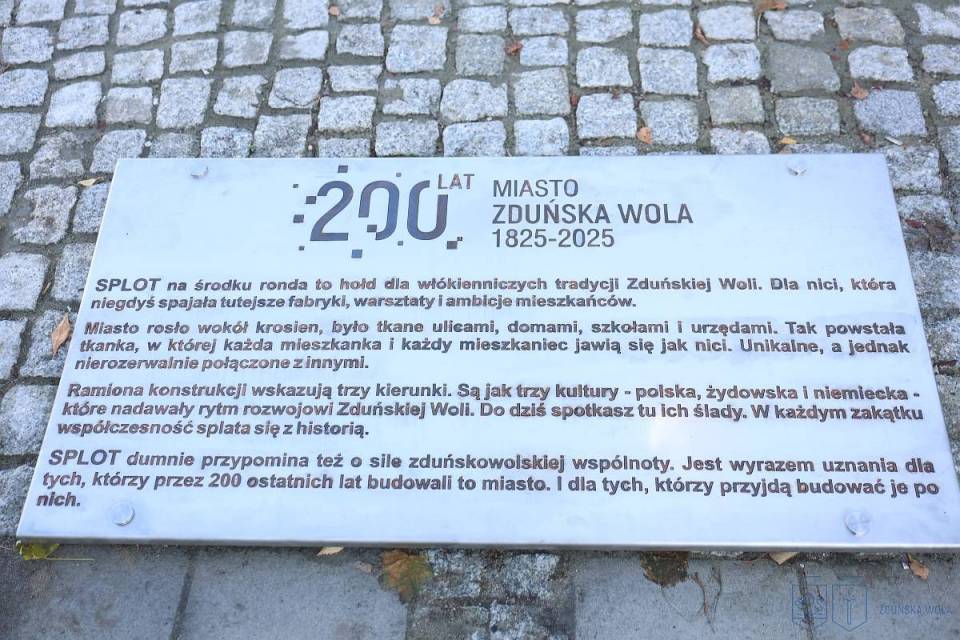 200 LAT
MIASTO
ZDUŃSKA WOLA
1825-2025
SPLOT na środku ronda to hołd dla włókienniczych tradycji Zduńskiej Woli. Dla nici, która
niegdyś spajała tutejsze fabryki, warsztaty i ambicje mieszkańców.
Miasto rosło wokół krosien, było tkane ulicami, domami, szkołami i urzędami. Tak powstała
tkanka, w której każda mieszkanka i każdy mieszkaniec jawią się jak nici. Unikalne, a jednak
nierozerwalnie połączone z innymi.
Ramiona konstrukcji wskazują trzy kierunki. Są jak trzy kultury - polska, żydowska i niemiecka -
które nadawały rytm rozwojowi Zduńskiej Woli. Do dziś spotkasz tu ich ślady. W każdym zakątku
współczesność splata się z historią.
SPLOT dumnie przypomina też o sile zduńskowolskiej wspólnoty. Jest wyrazem uznania dla
tych, którzy przez 200 ostatnich lat budowali to miasto. I dla tych, którzy przyjdą budować je po
nich.
ZDUŃSKA WOLA